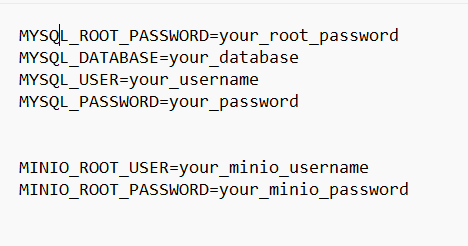 MYSQL_ROOT_PASSWORD=your_root_password
MYSQL_DATABASE=your_database
MYSQL_USER=your_username
MYSQL_PASSWORD=your_password
MINIO_ROOT_USER=your_minio_username
MINIO_ROOT_PASSWORD=your_minio_password